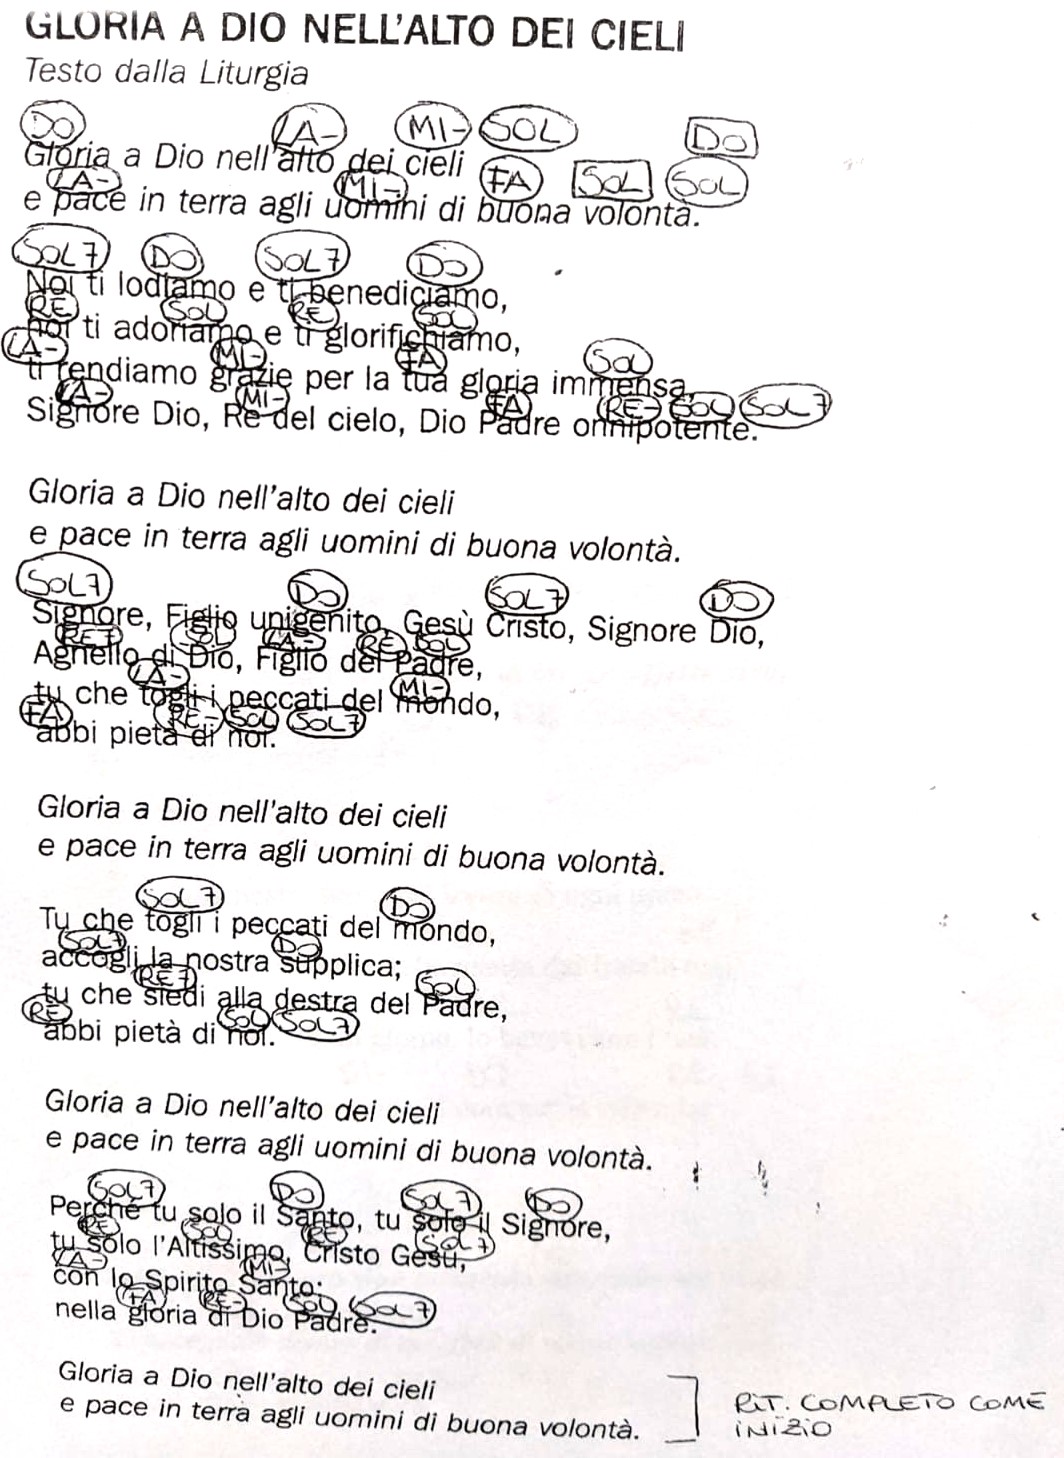 GLORIA A DIO NELL'ALTO DEI CIELI
Testo dalla Liturgia
DO LA- MI- SOL DO
Gloria a Dio nell'alto dei cieli
LA- MI- FA SOL SOL
e pace in terra agli uomini di buona volontà.
SOL7 DO SOL7 DO
Noi ti lodiamo e ti benediciamo,
RE SOL RE SOL
noi ti adoriamo e ti glorifichiamo,
LA- MI- FA SOL
ti rendiamo grazie per la tua gloria immensa,
LA- MI- FA RE- SOL SOL7
Signore Dio, Re del cielo, Dio Padre onnipotente.
Gloria a Dio nell'alto dei cieli
e pace in terra agli uomini di buona volontà.
SOL7 DO SOL7 DO
Signore, Figlio unigenito, Gesù Cristo, Signore Dio,
RE7 SOL LA- RE SOL
Agnello di Dio, Figlio del Padre,
LA- MI-
tu che togli i peccati del mondo,
FA RE- SOL SOL7
abbi pietà di noi.
Gloria a Dio nell'alto dei cieli
e pace in terra agli uomini di buona volontà.
SOL7 DO
Tu che togli i peccati del mondo,
SOL7 DO
accogli la nostra supplica;
RE7 SOL
tu che siedi alla destra del Padre,
RE SOL SOL7
abbi pietà di noi.
Gloria a Dio nell'alto dei cieli
e pace in terra agli uomini di buona volontà.
SOL7 DO SOL7 DO
Perché tu solo il Santo, tu solo il Signore,
RE SOL RE SOL7
tu solo l'Altissimo, Cristo Gesù,
LA- MI-
con lo Spirito Santo:
FA RE- SOL SOL7
nella gloria di Dio Padre.
Gloria a Dio nell'alto dei cieli
e pace in terra agli uomini di buona volontà.
RIT. COMPLETO COME
INIZIO